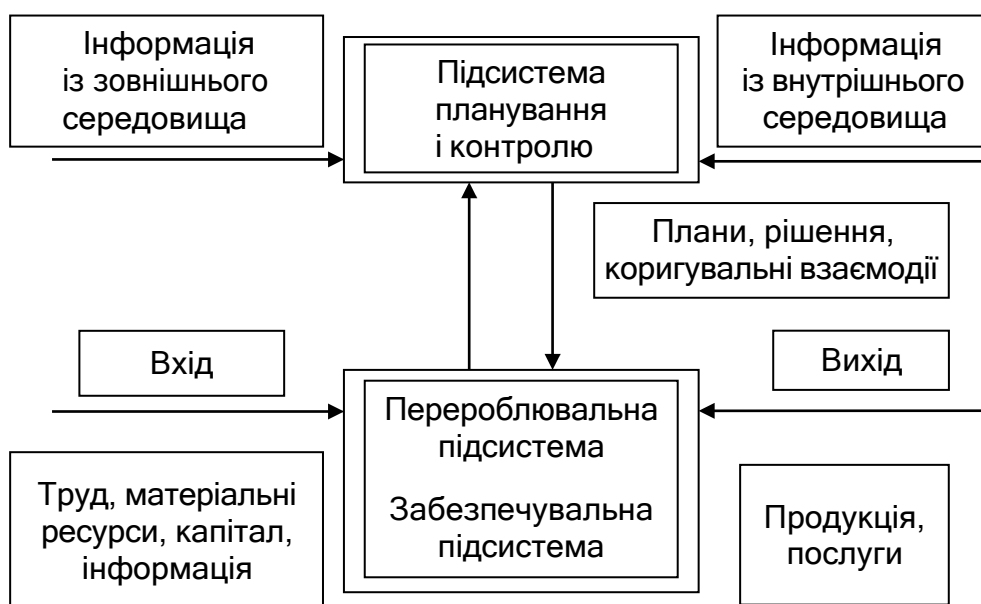 Інформація
із зовнішнього
середовища
Підсистема
планування
і контролю
Інформація
із внутрішнього
середовища
Плани, рішення,
коригувальні взаємодії
Вхід
Вихід
Перероблювальна
підсистема
Забезпечувальна
підсистема
Труд, матеріальні
ресурси, капітал,
інформація
Продукція,
послуги